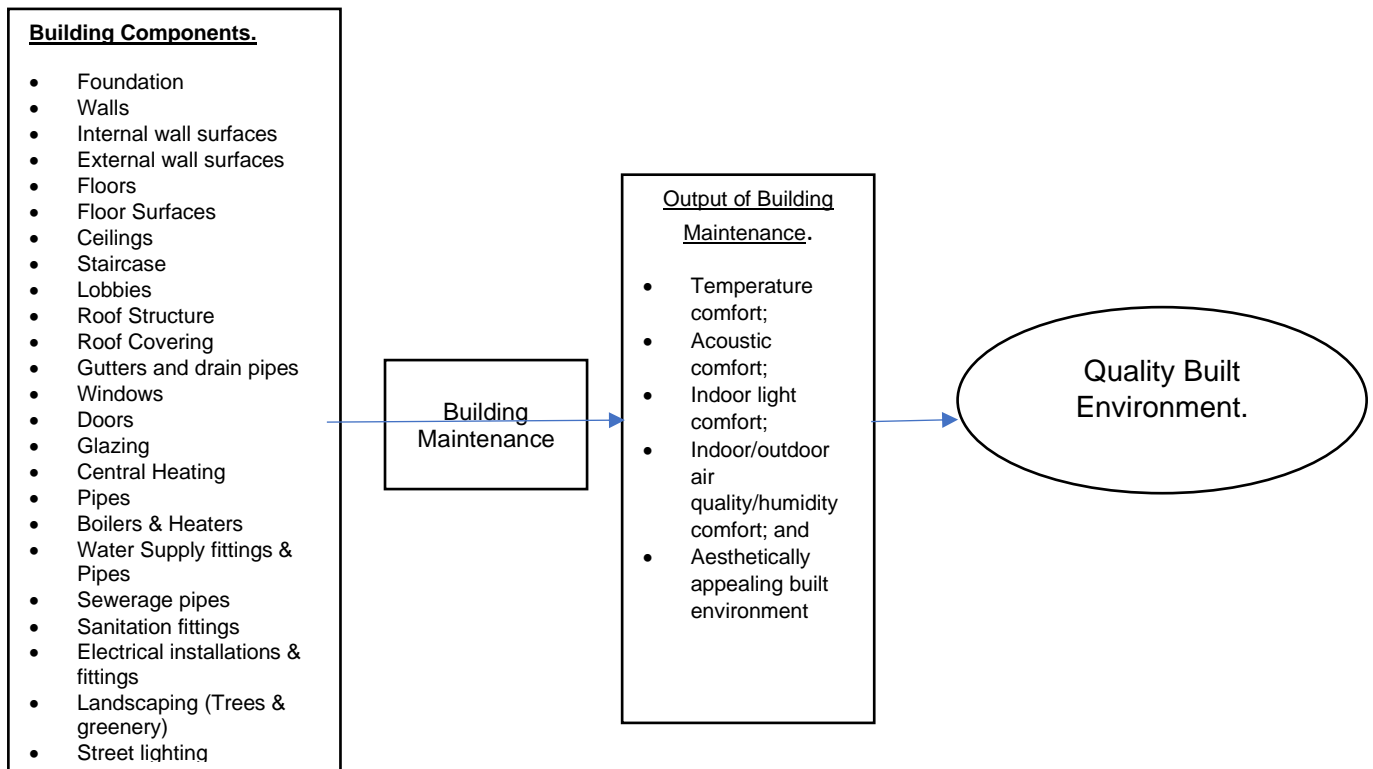 Building Components.
• Foundation
• Walls
• Internal wall surfaces
• External wall surfaces
• Floors
• Floor Surfaces
• Ceilings
• Staircase
• Lobbies
• Roof Structure
• Roof Covering
• Gutters and drain pipes
• Windows
• Doors
• Glazing
• Central Heating
• Pipes
• Boilers & Heaters
• Water Supply fittings &
Pipes
• Sewerage pipes
• Sanitation fittings
• Electrical installations &
fittings
• Landscaping (Trees &
greenery)
• Street lighting
Building
Maintenance
Output of Building
Maintenance.
• Temperature
comfort;
• Acoustic
comfort;
• Indoor light
comfort;
• Indoor/outdoor
air
quality/humidity
comfort; and
• Aesthetically
appealing built
environment
Quality Built
Environment.